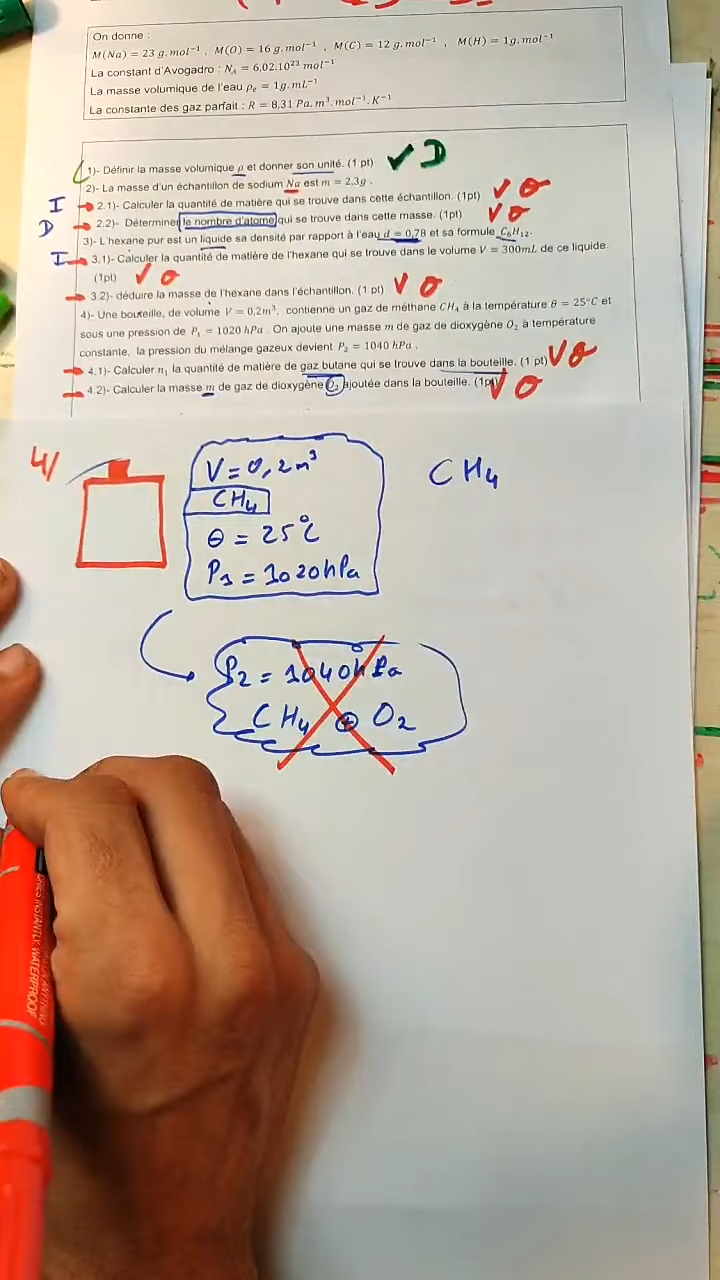 On donne :
M(Na) = 23 g.mol⁻¹ , M(O) = 16 g.mol⁻¹ , M(C) = 12 g.mol⁻¹ , M(H) = 1g.mol⁻¹
La constant d'Avogadro : Nₐ = 6,02.10²³ mol⁻¹
La masse volumique de l'eau ρₑ = 1g.mL⁻¹
La constante des gaz parfait : R = 8,31 Pa.m³.mol⁻¹.K⁻¹
1)- Définir la masse volumique ρ et donner son unité. (1 pt) ✓ D
2)- La masse d'un échantillon de sodium Na est m = 2,3g .
I → 2.1)- Calculer la quantité de matière qui se trouve dans cette échantillon. (1pt)
D → 2.2)- Déterminer le nombre d'atome qui se trouve dans cette masse. (1pt)
3)- L'hexane pur est un liquide sa densité par rapport à l'eau d = 0,78 et sa formule C₆H₁₂.
I → 3.1)- Calculer la quantité de matière de l'hexane qui se trouve dans le volume V = 300mL de ce liquide.
(1pt)
→ 3.2)- déduire la masse de l'hexane dans l'échantillon. (1 pt)
4)- Une bouteille, de volume V = 0,2m³, contienne un gaz de méthane CH₄ à la température θ = 25°C et
sous une pression de P₁ = 1020 hPa . On ajoute une masse m de gaz de dioxygène O₂ à température
constante, la pression du mélange gazeux devient P₂ = 1040 hPa .
→ 4.1)- Calculer n₁ la quantité de matière de gaz butane qui se trouve dans la bouteille. (1 pt)
→ 4.2)- Calculer la masse m de gaz de dioxygène O₂ ajoutée dans la bouteille. (1pt)
4/
V = 0,2 m³
CH₄
CH₄
θ = 25°C
P₁ = 1020 hPa
P₂ = 1040 hPa
CH₄ ⊕ O₂
WATERPROOF